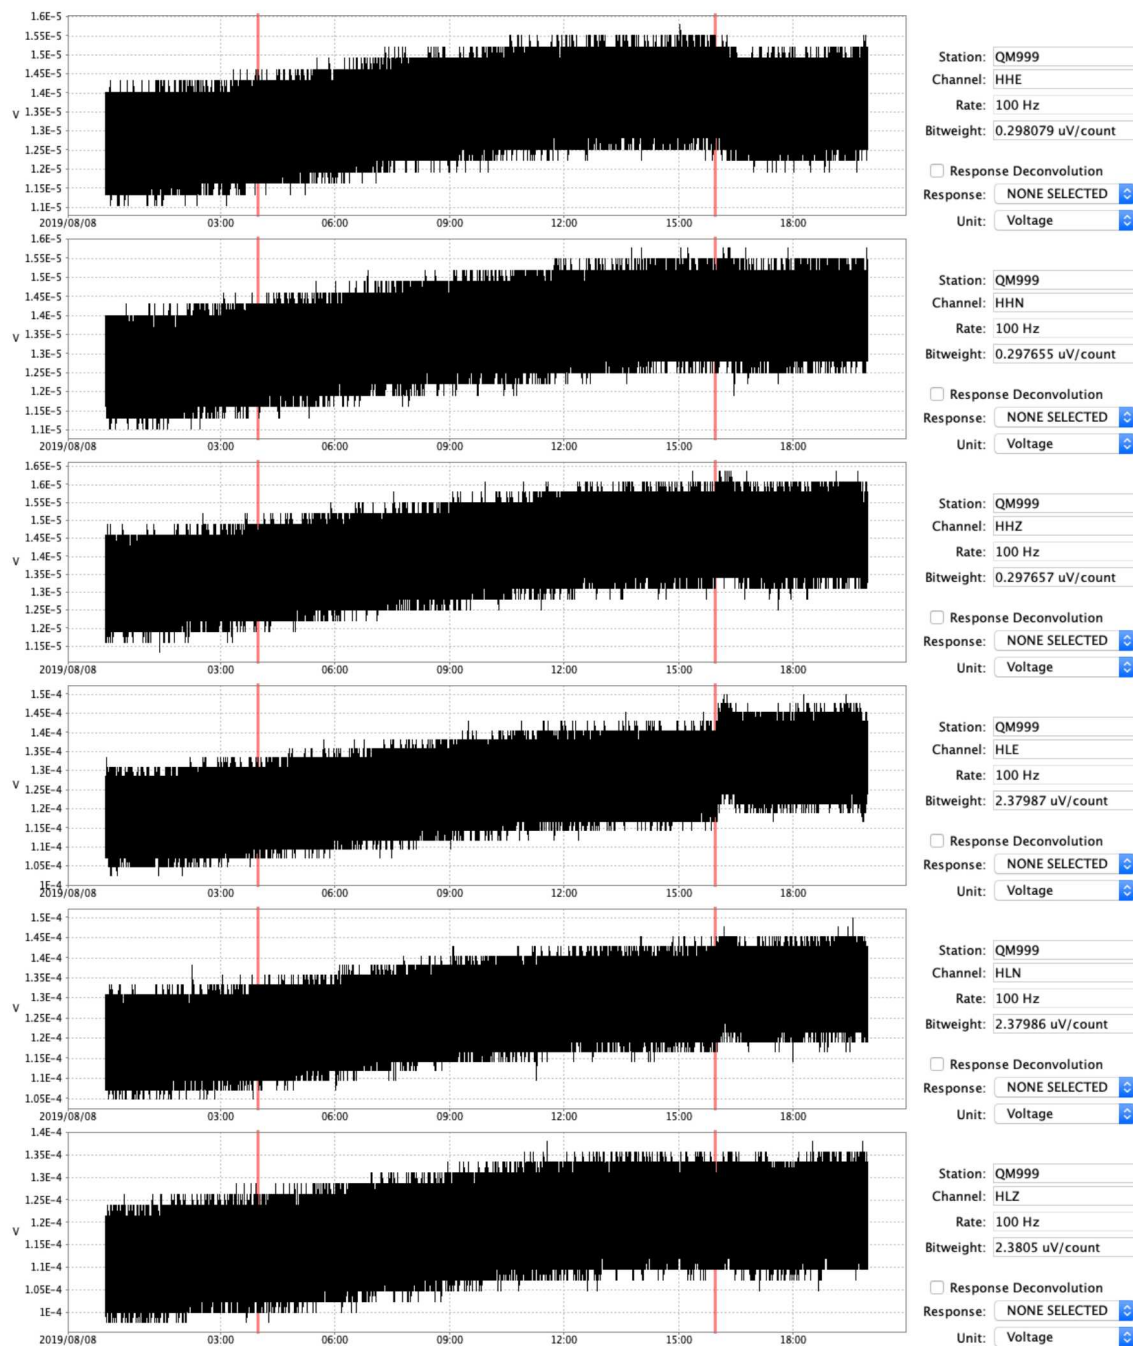 1.6E-5
1.55E-5
1.5E-5
1.45E-5
1.4E-5
1.35E-5
1.3E-5
1.25E-5
1.2E-5
1.15E-5
1.1E-5
V
2019/08/08 03:00 06:00 09:00 12:00 15:00 18:00
Station: QM999
Channel: HHE
Rate: 100 Hz
Bitweight: 0.298079 uV/count
Response Deconvolution
Response: NONE SELECTED
Unit: Voltage
1.6E-5
1.55E-5
1.5E-5
1.45E-5
1.4E-5
1.35E-5
1.3E-5
1.25E-5
1.2E-5
1.15E-5
1.1E-5
V
2019/08/08 03:00 06:00 09:00 12:00 15:00 18:00
Station: QM999
Channel: HHN
Rate: 100 Hz
Bitweight: 0.297655 uV/count
Response Deconvolution
Response: NONE SELECTED
Unit: Voltage
1.65E-5
1.6E-5
1.55E-5
1.5E-5
1.45E-5
1.4E-5
1.35E-5
1.3E-5
1.25E-5
1.2E-5
1.15E-5
V
2019/08/08 03:00 06:00 09:00 12:00 15:00 18:00
Station: QM999
Channel: HHZ
Rate: 100 Hz
Bitweight: 0.297657 uV/count
Response Deconvolution
Response: NONE SELECTED
Unit: Voltage
1.5E-4
1.45E-4
1.4E-4
1.35E-4
1.3E-4
1.25E-4
1.2E-4
1.15E-4
1.1E-4
1.05E-4
1E-4
V
2019/08/08 03:00 06:00 09:00 12:00 15:00 18:00
Station: QM999
Channel: HLE
Rate: 100 Hz
Bitweight: 2.37987 uV/count
Response Deconvolution
Response: NONE SELECTED
Unit: Voltage
1.5E-4
1.45E-4
1.4E-4
1.35E-4
1.3E-4
1.25E-4
1.2E-4
1.15E-4
1.1E-4
1.05E-4
V
2019/08/08 03:00 06:00 09:00 12:00 15:00 18:00
Station: QM999
Channel: HLN
Rate: 100 Hz
Bitweight: 2.37986 uV/count
Response Deconvolution
Response: NONE SELECTED
Unit: Voltage
1.4E-4
1.35E-4
1.3E-4
1.25E-4
1.2E-4
1.15E-4
1.1E-4
1.05E-4
1E-4
V
2019/08/08 03:00 06:00 09:00 12:00 15:00 18:00
Station: QM999
Channel: HLZ
Rate: 100 Hz
Bitweight: 2.3805 uV/count
Response Deconvolution
Response: NONE SELECTED
Unit: Voltage